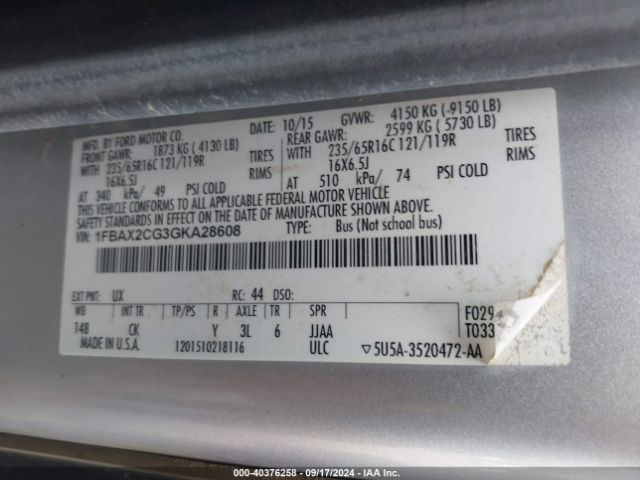 MFD. BY FORD MOTOR CO. DATE: 10/15 GVWR: 4150 KG (-9150 LB)
FRONT GAWR: 1873 KG ( 4130 LB) REAR GAWR: 2599 KG ( 5730 LB)
WITH 235/65R16C 121/119R TIRES WITH 235/65R16C 121/119R TIRES
16X6.5J RIMS 16X6.5J RIMS
AT 340 kPa/ 49 PSI COLD AT 510 kPa/ 74 PSI COLD
THIS VEHICLE CONFORMS TO ALL APPLICABLE FEDERAL MOTOR VEHICLE
SAFETY STANDARDS IN EFFECT ON THE DATE OF MANUFACTURE SHOWN ABOVE.
VIN: 1FBAX2CG3GKA28608 TYPE: Bus (Not school bus)
EXT PNT: UX RC: 44 DSO:
WB INT TR TP/PS R AXLE TR SPR F029
148 CK Y 3L 6 JJAA T033
MADE IN U.S.A. 1201510218116 ULC ▽5U5A-3520472-AA
000-40376258 - 09/17/2024 - IAA Inc.